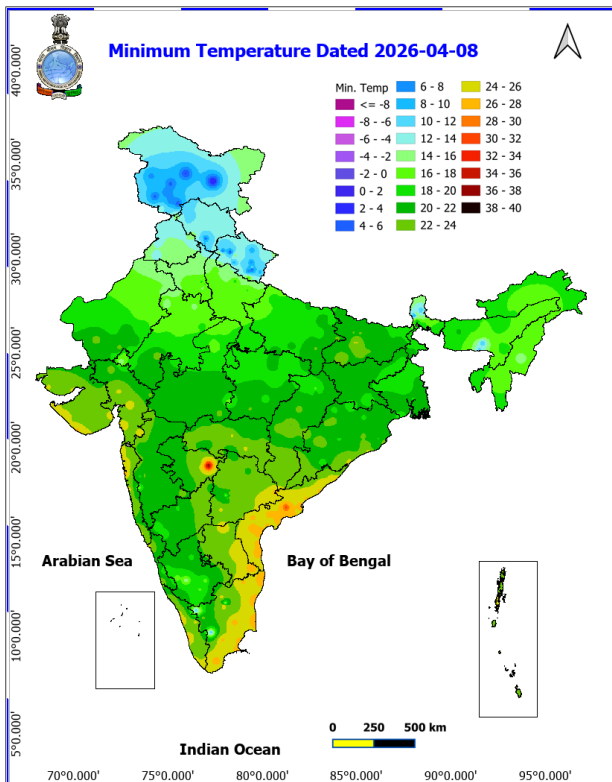 Minimum Temperature Dated 2026-04-08
Min. Temp
<= -8
-8 - -6
-6 - -4
-4 - -2
-2 - 0
0 - 2
2 - 4
4 - 6
6 - 8
8 - 10
10 - 12
12 - 14
14 - 16
16 - 18
18 - 20
20 - 22
22 - 24
24 - 26
26 - 28
28 - 30
30 - 32
32 - 34
34 - 36
36 - 38
38 - 40
40°0.000'
35°0.000'
30°0.000'
25°0.000'
20°0.000'
15°0.000'
10°0.000'
5°0.000'
Arabian Sea
Bay of Bengal
0 250 500 km
Indian Ocean
70°0.000' 75°0.000' 80°0.000' 85°0.000' 90°0.000' 95°0.000'